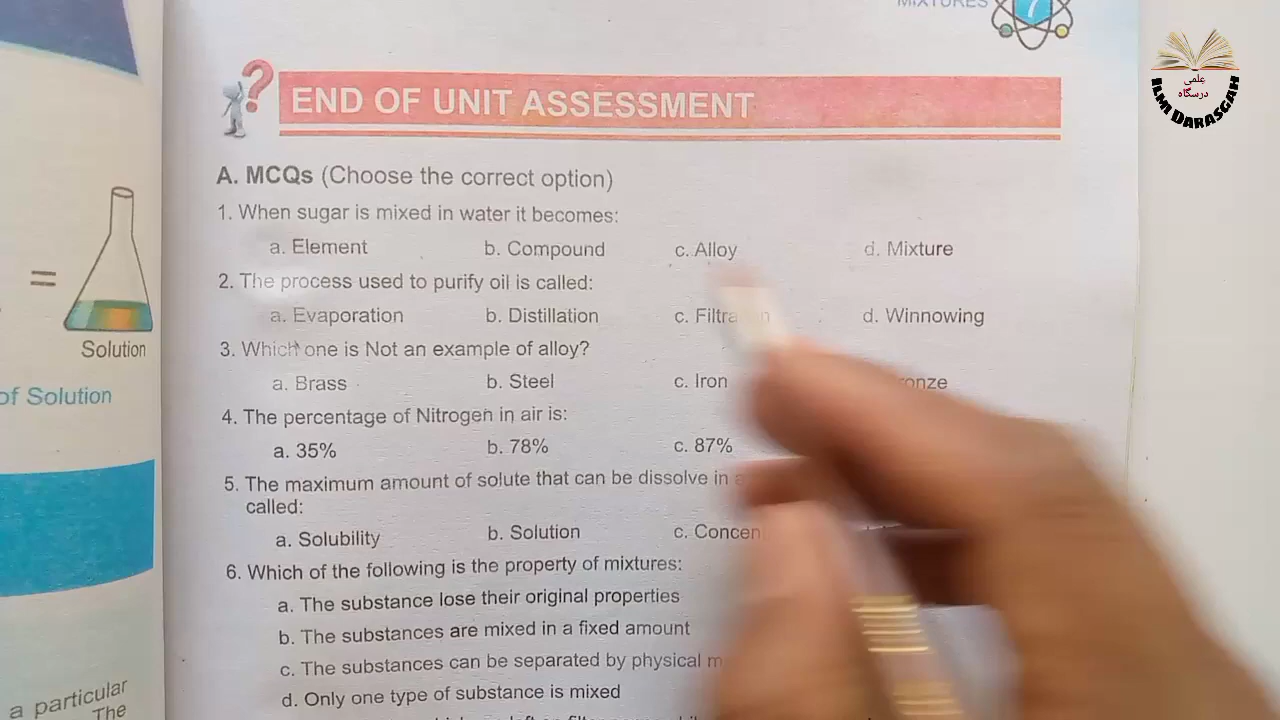 MIXTURES 7
علمی
درسگاه
ILMI DARASGAH
?
END OF UNIT ASSESSMENT
A. MCQs (Choose the correct option)
1. When sugar is mixed in water it becomes:
a. Element b. Compound c. Alloy d. Mixture
2. The process used to purify oil is called:
a. Evaporation b. Distillation c. d. Winnowing
3. Which one is Not an example of alloy?
a. Brass b. Steel c. Iron
4. The percentage of Nitrogen in air is:
a. 35% b. 78% c. 87%
5. The maximum amount of solute that can be dissolve in
called:
a. Solubility b. Solution c.
6. Which of the following is the property of mixtures:
a. The substance lose their original properties
b. The substances are mixed in a fixed amount
c. The substances can be separated by physical
d. Only one type of substance is mixed
=
Solution
of Solution
a particular
The